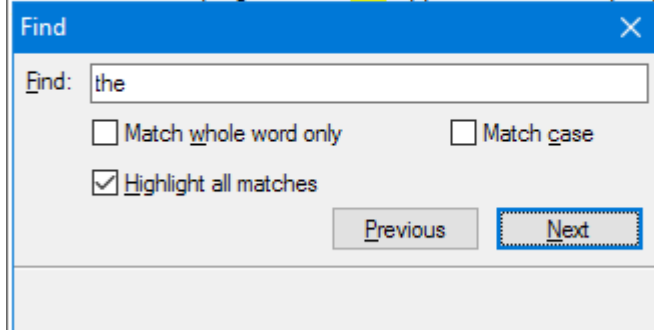 Find
Find: the
Match whole word only Match case
Highlight all matches
Previous Next